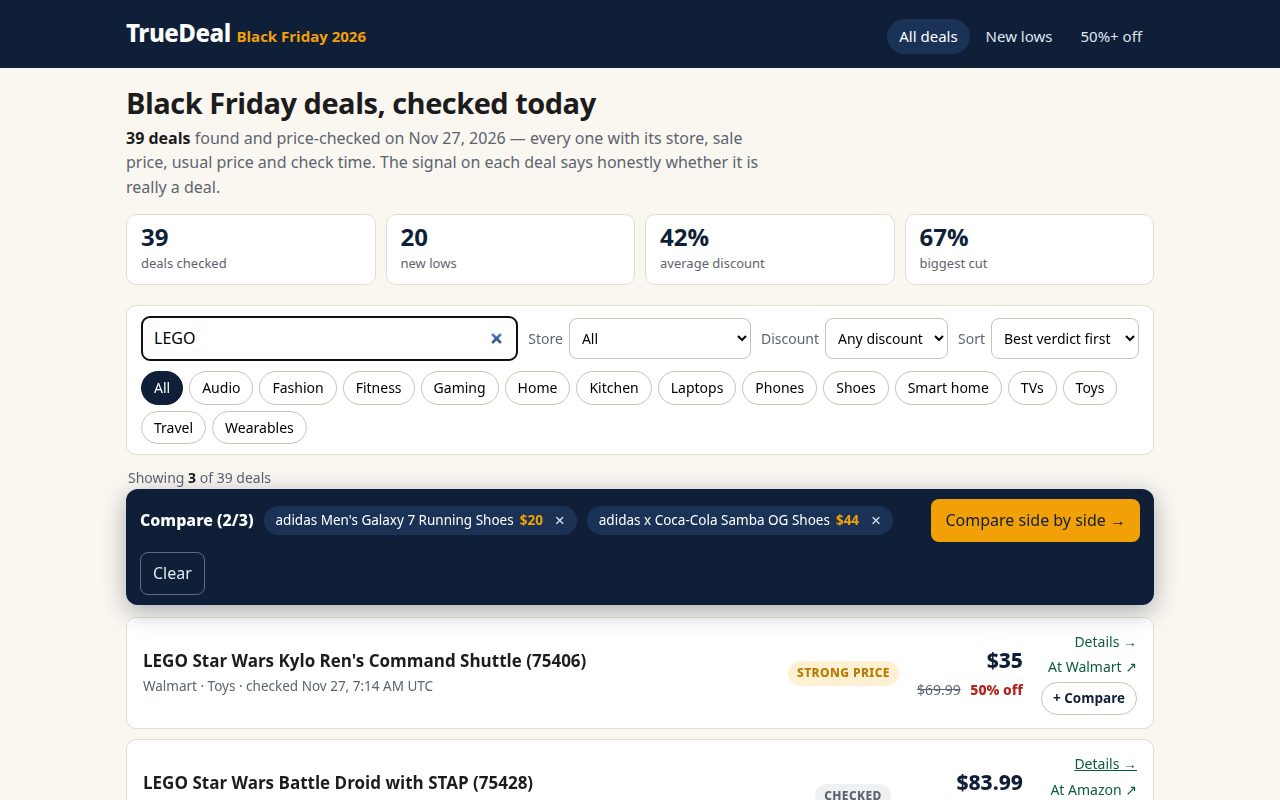 TrueDeal Black Friday 2026
All deals New lows 50%+ off
Black Friday deals, checked today
39 deals found and price-checked on Nov 27, 2026 — every one with its store, sale
price, usual price and check time. The signal on each deal says honestly whether it is
really a deal.
39
deals checked
20
new lows
42%
average discount
67%
biggest cut
LEGO × Store All Discount Any discount Sort Best verdict first
All Audio Fashion Fitness Gaming Home Kitchen Laptops Phones Shoes Smart home TVs Toys
Travel Wearables
Showing 3 of 39 deals
Compare (2/3) adidas Men's Galaxy 7 Running Shoes $20 × adidas x Coca-Cola Samba OG Shoes $44 × Compare side by side →
Clear
LEGO Star Wars Kylo Ren's Command Shuttle (75406)
Walmart · Toys · checked Nov 27, 7:14 AM UTC
STRONG PRICE
$35
$69.99 50% off
Details →
At Walmart ↗
+ Compare
LEGO Star Wars Battle Droid with STAP (75428)
CHECKED
$83.99
Details →
At Amazon ↗